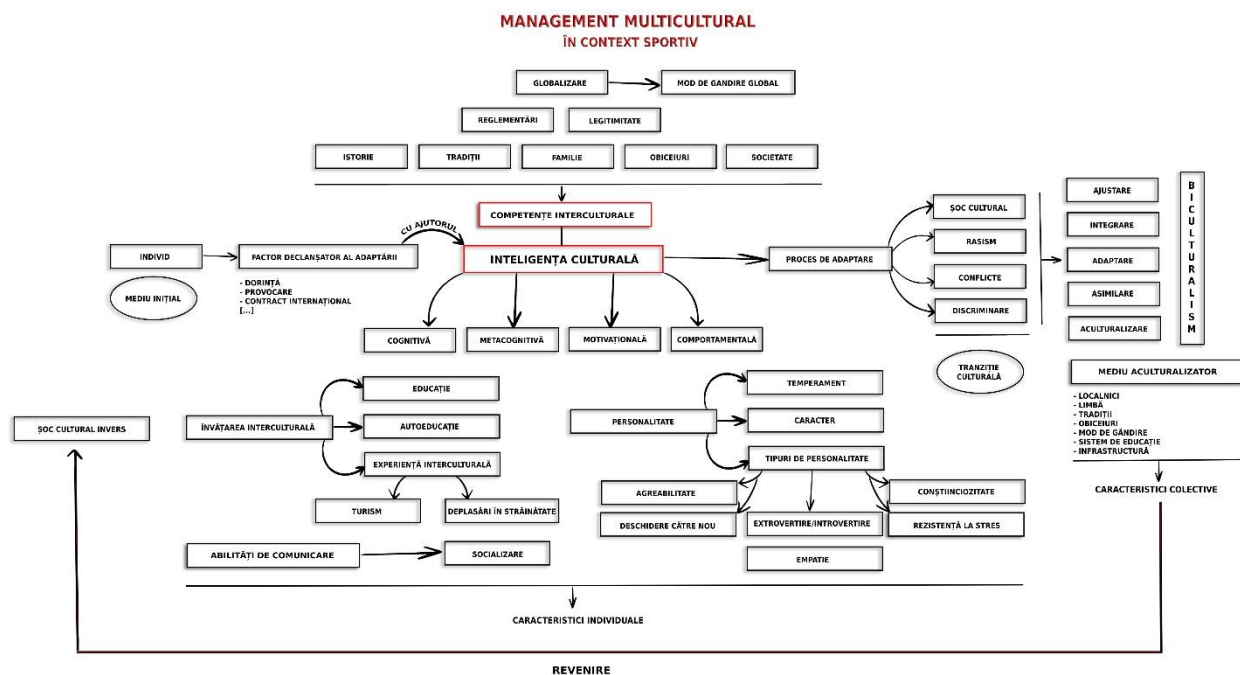 MANAGEMENT MULTICULTURAL
ÎN CONTEXT SPORTIV
GLOBALIZARE
MOD DE GANDIRE GLOBAL
REGLEMENTĂRI
LEGITIMITATE
ISTORIE
TRADIȚII
FAMILIE
OBICEIURI
SOCIETATE
COMPETENȚE INTERCULTURALE
CU AJUTORUL
INDIVID
FACTOR DECLANȘATOR AL ADAPTĂRII
INTELIGENȚA CULTURALĂ
PROCES DE ADAPTARE
MEDIU INIȚIAL
- DORINȚĂ
- PROVOCARE
- CONTRACT INTERNAȚIONAL
[...]
ȘOC CULTURAL
RASISM
CONFLICTE
DISCRIMINARE
TRANZIȚIE
CULTURALĂ
AJUSTARE
INTEGRARE
ADAPTARE
ASIMILARE
ACULTURALIZARE
BICULTURALISM
COGNITIVĂ
METACOGNITIVĂ
MOTIVAȚIONALĂ
COMPORTAMENTALĂ
MEDIU ACULTURALIZATOR
- LOCALNICI
- LIMBĂ
- TRADIȚII
- OBICEIURI
- MOD DE GÂNDIRE
- SISTEM DE EDUCAȚIE
- INFRASTRUCTURĂ
CARACTERISTICI COLECTIVE
ȘOC CULTURAL INVERS
ÎNVĂȚAREA INTERCULTURALĂ
EDUCAȚIE
AUTOEDUCAȚIE
EXPERIENȚĂ INTERCULTURALĂ
TURISM
DEPLASĂRI ÎN STRĂINĂTATE
ABILITĂȚI DE COMUNICARE
SOCIALIZARE
PERSONALITATE
TEMPERAMENT
CARACTER
TIPURI DE PERSONALITATE
AGREABILITATE
CONȘTIINCIOZITATE
DESCHIDERE CĂTRE NOU
EXTROVERTIRE/INTROVERTIRE
REZISTENȚĂ LA STRES
EMPATIE
CARACTERISTICI INDIVIDUALE
REVENIRE